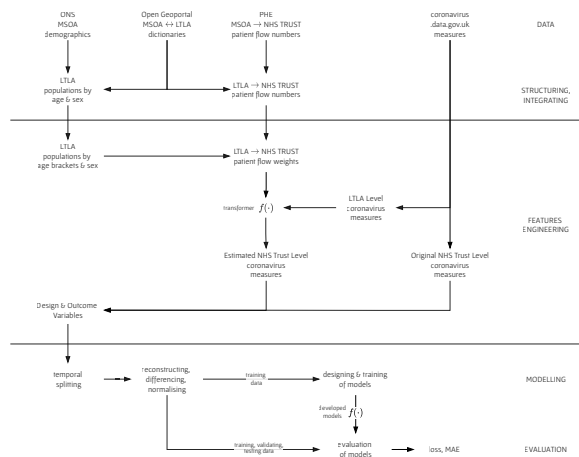 ONS
MSOA
demographics
Open Geoportal
MSOA ↔ LTLA
dictionaries
PHE
MSOA → NHS TRUST
patient flow numbers
coronavirus
.data.gov.uk
measures
DATA
LTLA
populations by
age & sex
LTLA → NHS TRUST
patient flow numbers
STRUCTURING,
INTEGRATING
LTLA
populations by
age brackets & sex
LTLA → NHS TRUST
patient flow weights
transformer f(·)
LTLA Level
coronavirus
measures
FEATURES
ENGINEERING
Estimated NHS Trust Level
coronavirus
measures
Original NHS Trust Level
coronavirus
measures
Design & Outcome
Variables
temporal
splitting
reconstructing,
differencing,
normalising
training
data
designing & training
of models
MODELLING
developed
models f(·)
training, validating,
testing data
evaluation
of models
loss, MAE
EVALUATION